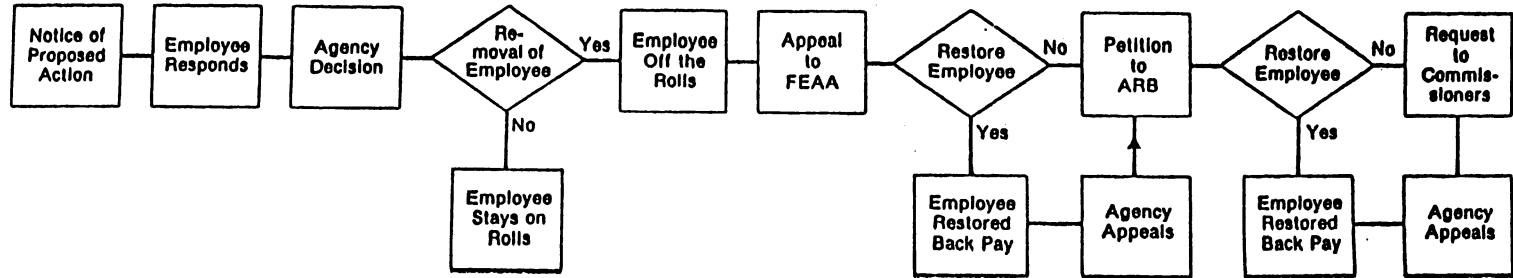 Notice of
Proposed
Action
Employee
Responds
Agency
Decision
Re-
moval of
Employee
Yes
No
Employee
Stays on
Rolls
Employee
Off the
Rolls
Appeal
to
FEAA
Restore
Employee
No
Yes
Employee
Restored
Back Pay
Agency
Appeals
Petition
to
ARB
Restore
Employee
No
Yes
Employee
Restored
Back Pay
Agency
Appeals
Request
to
Commis-
sioners